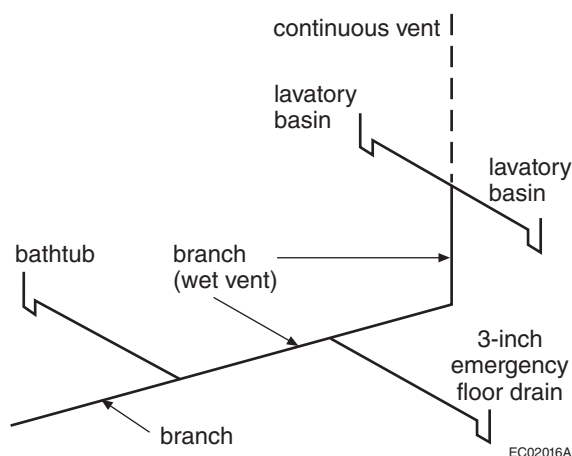 continuous vent
lavatory
basin
lavatory
basin
bathtub
branch
(wet vent)
3-inch
emergency
floor drain
branch
EC02016A